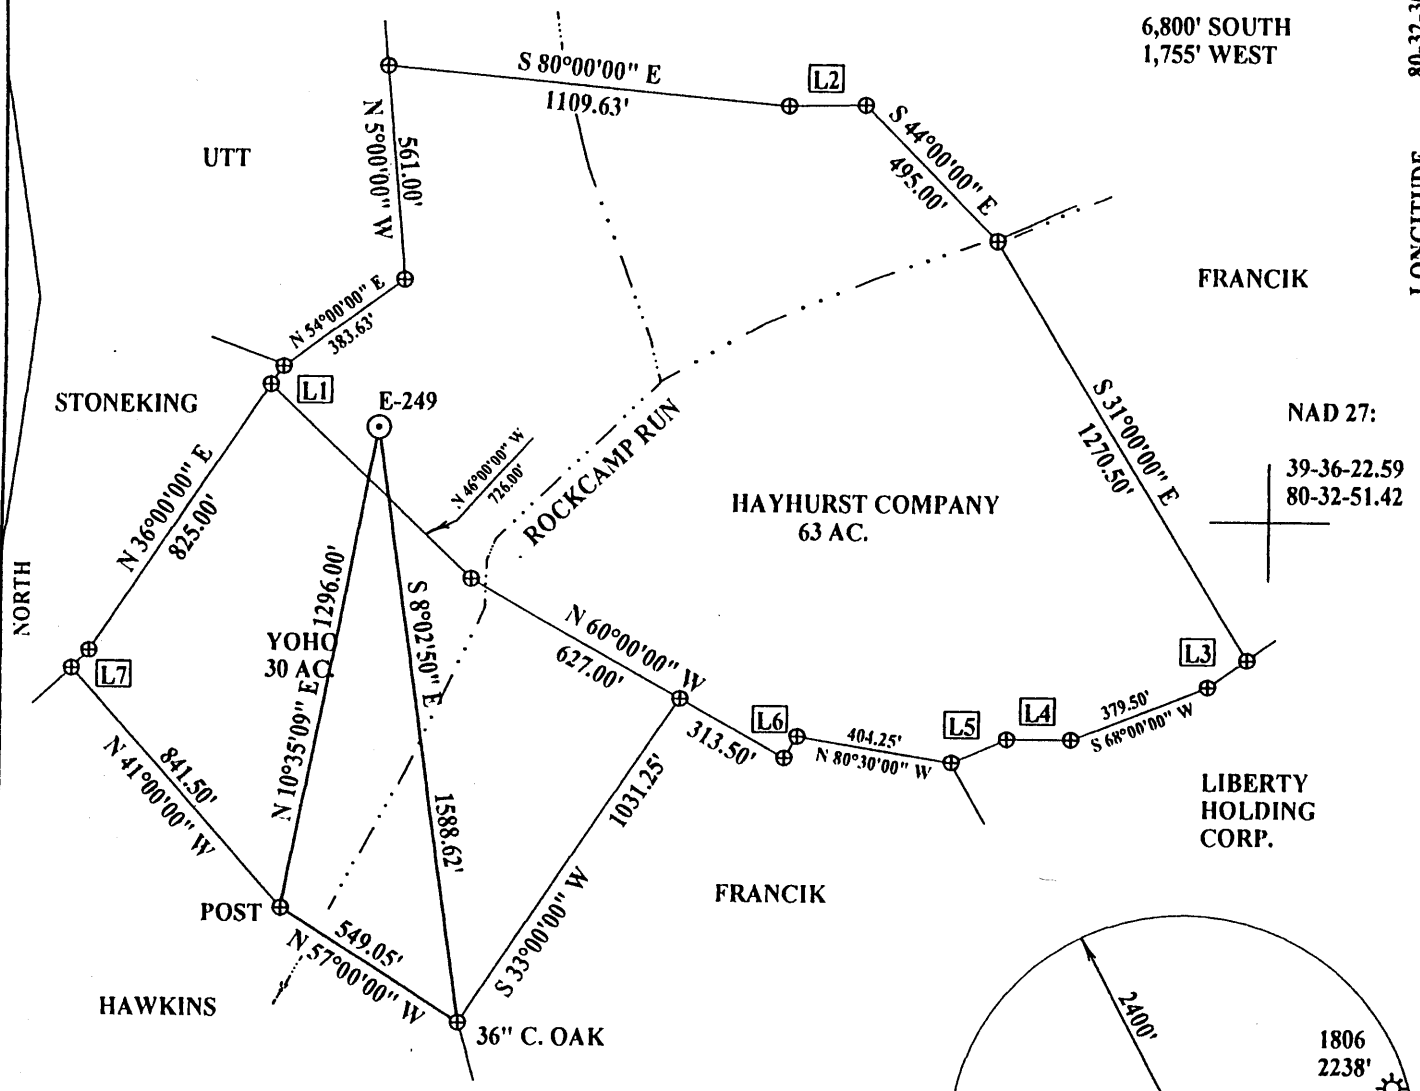 6,800' SOUTH
1,755' WEST
S 80°00'00" E
1109.63'
L2
S 44°00'00" E
495.00'
N 5°00'00" W
561.00'
UTT
N 54°00'00" E
383.63'
FRANCIK
LONGITUDE
STONEKING
L1
E-249
N 46°00'00" W
726.00'
ROCKCAMP RUN
S 31°00'00" E
1270.50'
NAD 27:
39-36-22.59
80-32-51.42
HAYHURST COMPANY
63 AC.
N 36°00'00" E
825.00'
NORTH
YOHO
30 AC.
N 10°35'09" E 1296.00'
S 8°02'50" E
1588.62'
N 60°00'00" W
627.00'
L7
L3
L6
313.50'
404.25'
N 80°30'00" W
L5
L4
379.50'
S 68°00'00" W
841.50'
N 41°00'00" W
1031.25'
S 33°00'00" W
LIBERTY
HOLDING
CORP.
FRANCIK
POST
549.05'
N 57°00'00" W
HAWKINS
36" C. OAK
2400'
1806
2238'